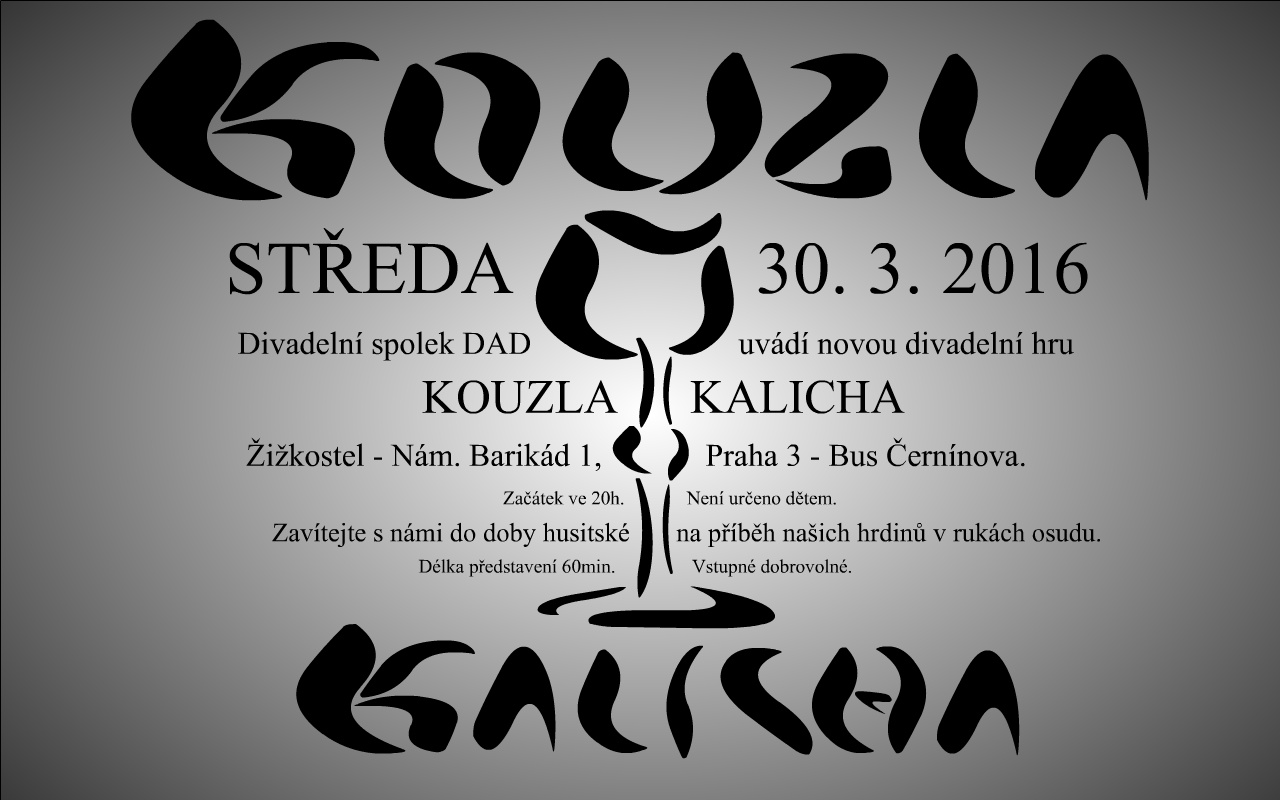 KOUZLA
STŘEDA 30. 3. 2016
Divadelní spolek DAD uvádí novou divadelní hru
KOUZLA KALICHA
Žižkostel - Nám. Barikád 1, Praha 3 - Bus Černínova.
Začátek ve 20h. Není určeno dětem.
Zavítejte s námi do doby husitské na příběh našich hrdinů v rukách osudu.
Délka představení 60min. Vstupné dobrovolné.
KALICHA